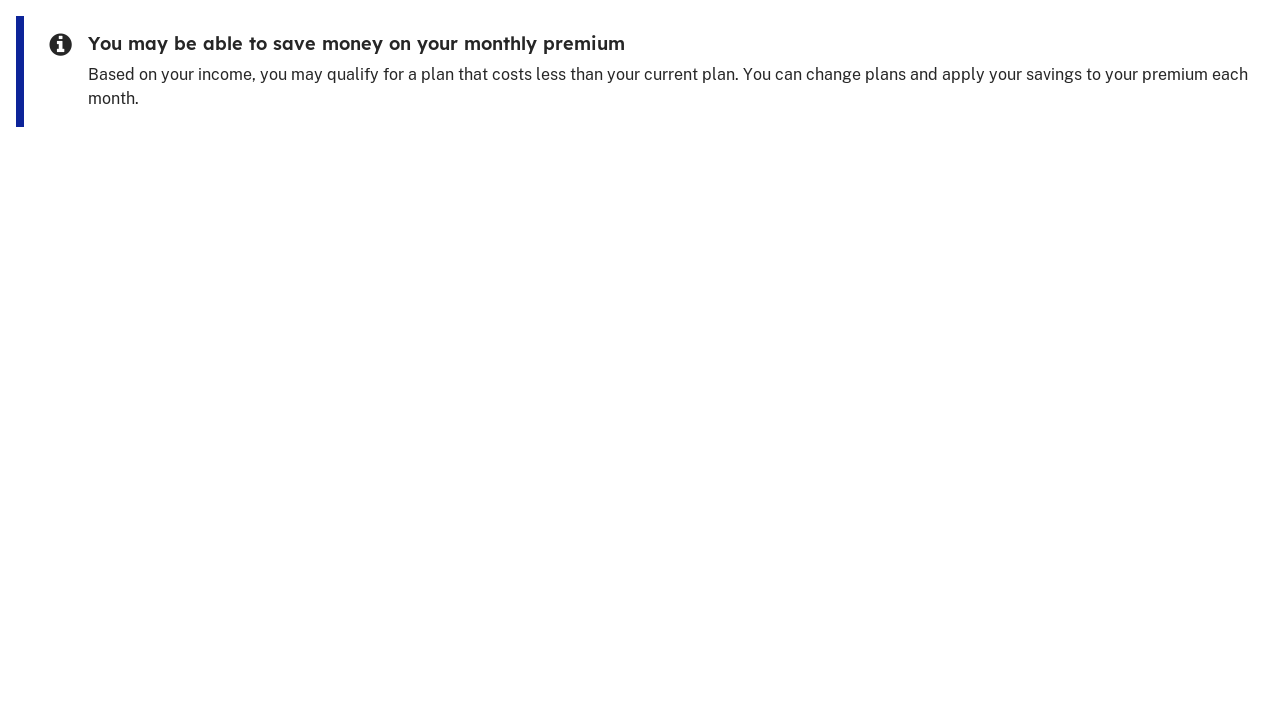 You may be able to save money on your monthly premium
Based on your income, you may qualify for a plan that costs less than your current plan. You can change plans and apply your savings to your premium each
month.